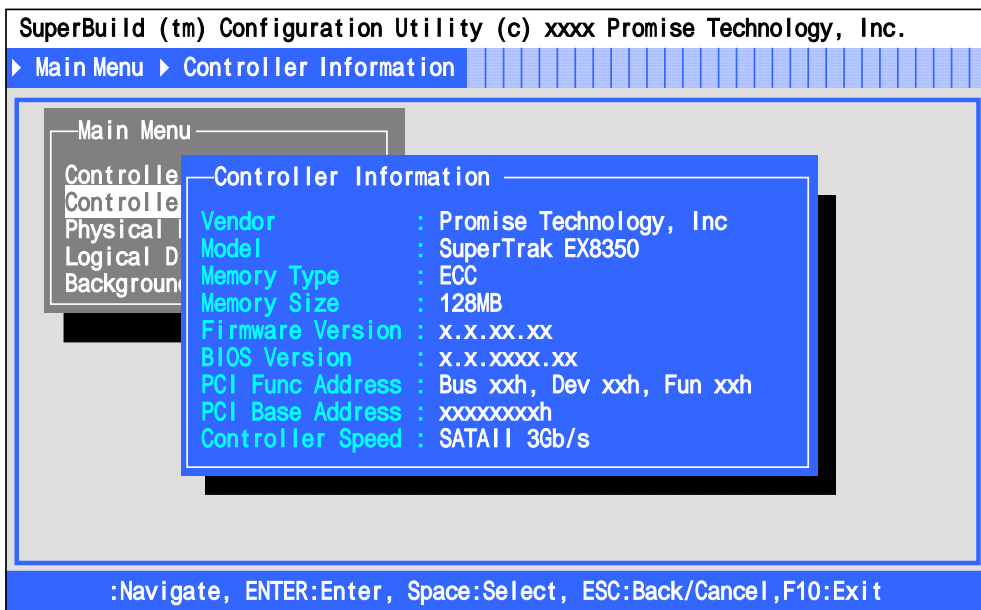 SuperBuild (tm) Configuration Utility (c) xxxx Promise Technology, Inc.
Main Menu Controller Information
Main Menu
Controlle
Controlle
Physical
Logical D
Backgroun
Controller Information
Vendor : Promise Technology, Inc
Model : SuperTrak EX8350
Memory Type : ECC
Memory Size : 128MB
Firmware Version : x.x.xx.xx
BIOS Version : x.x.xxxx.xx
PCI Func Address : Bus xxh, Dev xxh, Fun xxh
PCI Base Address : xxxxxxxxh
Controller Speed : SATAII 3Gb/s
:Navigate, ENTER:Enter, Space:Select, ESC:Back/Cancel,F10:Exit